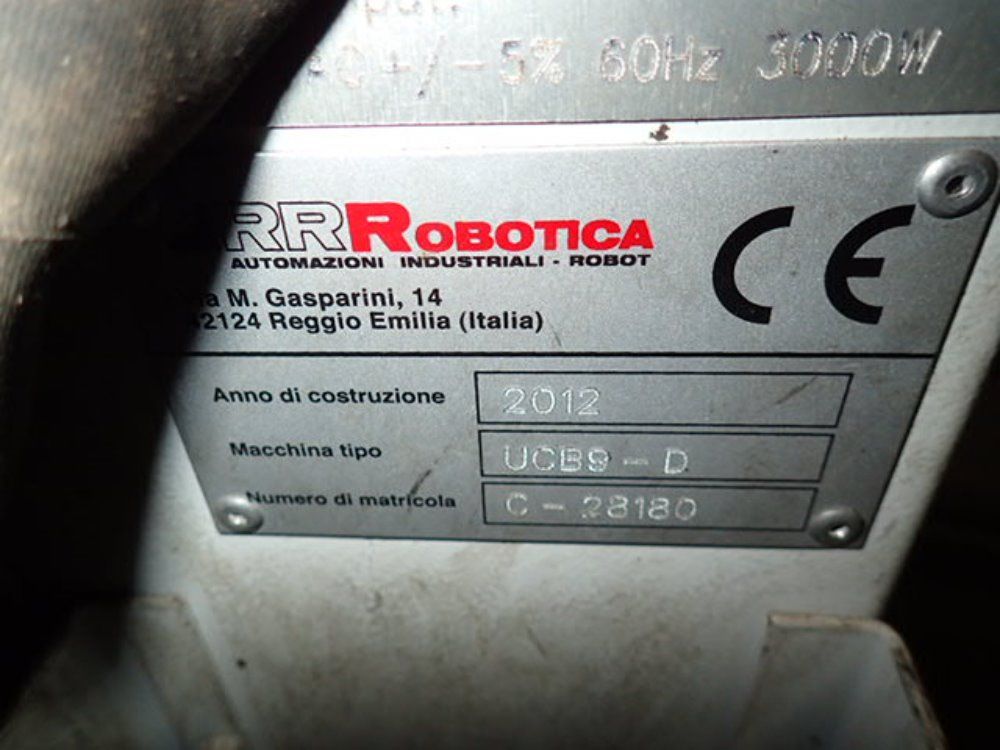 +/-5% 60Hz 3000W
RRRobotica CE
AUTOMAZIONI INDUSTRIALI - ROBOT
M. Gasparini, 14
42124 Reggio Emilia (Italia)
Anno di costruzione 2012
Macchina tipo UCB9-D
Numero di matricola C-28180